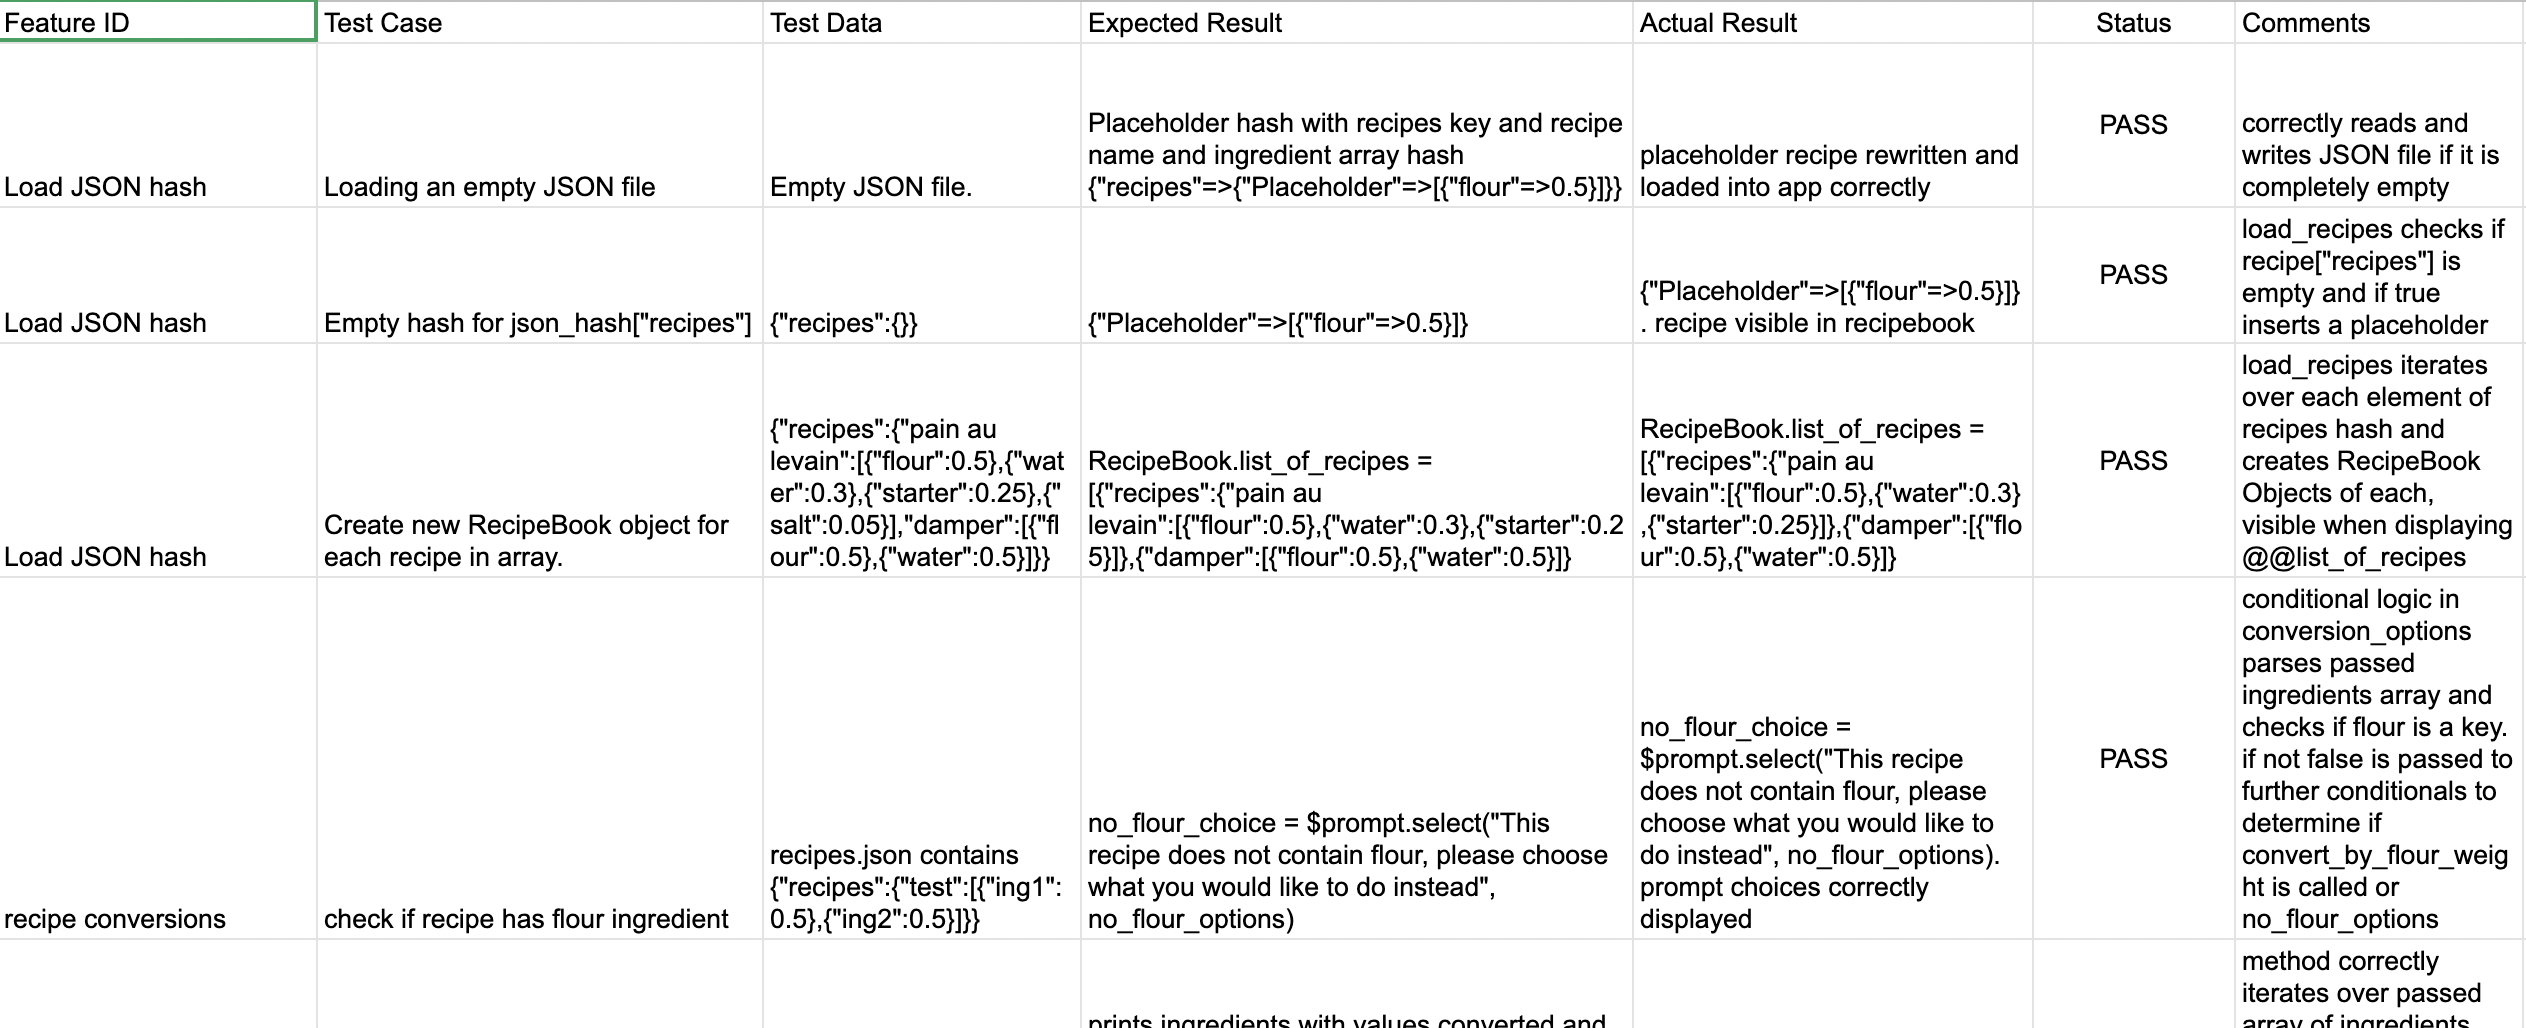 Feature ID
Test Case
Test Data
Expected Result
Actual Result
Status
Comments
Load JSON hash
Loading an empty JSON file
Empty JSON file.
Placeholder hash with recipes key and recipe
name and ingredient array hash
{"recipes"=>{"Placeholder"=>[{"flour"=>0.5}]}}
placeholder recipe rewritten and
loaded into app correctly
PASS
correctly reads and
writes JSON file if it is
completely empty
Load JSON hash
Empty hash for json_hash["recipes"]
{"recipes":{}}
{"Placeholder"=>[{"flour"=>0.5}]}
{"Placeholder"=>[{"flour"=>0.5}]}
. recipe visible in recipebook
PASS
load_recipes checks if
recipe["recipes"] is
empty and if true
inserts a placeholder
Load JSON hash
Create new RecipeBook object for
each recipe in array.
{"recipes":{"pain au
levain":[{"flour":0.5},{"wat
er":0.3},{"starter":0.25},{"
salt":0.05}],"damper":[{"fl
our":0.5},{"water":0.5}]}}
RecipeBook.list_of_recipes =
[{"recipes":{"pain au
levain":[{"flour":0.5},{"water":0.3},{"starter":0.2
5}]},{"damper":[{"flour":0.5},{"water":0.5}]}
RecipeBook.list_of_recipes =
[{"recipes":{"pain au
levain":[{"flour":0.5},{"water":0.3}
,{"starter":0.25}]},{"damper":[{"flo
ur":0.5},{"water":0.5}]}
PASS
load_recipes iterates
over each element of
recipes hash and
creates RecipeBook
Objects of each,
visible when displaying
@@list_of_recipes
recipe conversions
check if recipe has flour ingredient
recipes.json contains
{"recipes":{"test":[{"ing1":
0.5},{"ing2":0.5}]}}
no_flour_choice = $prompt.select("This
recipe does not contain flour, please choose
what you would like to do instead",
no_flour_options)
no_flour_choice =
$prompt.select("This recipe
does not contain flour, please
choose what you would like to
do instead", no_flour_options).
prompt choices correctly
displayed
PASS
conditional logic in
conversion_options
parses passed
ingredients array and
checks if flour is a key.
if not false is passed to
further conditionals to
determine if
convert_by_flour_weig
ht is called or
no_flour_options
prints ingredients with values converted and
method correctly
iterates over passed
array of ingredients